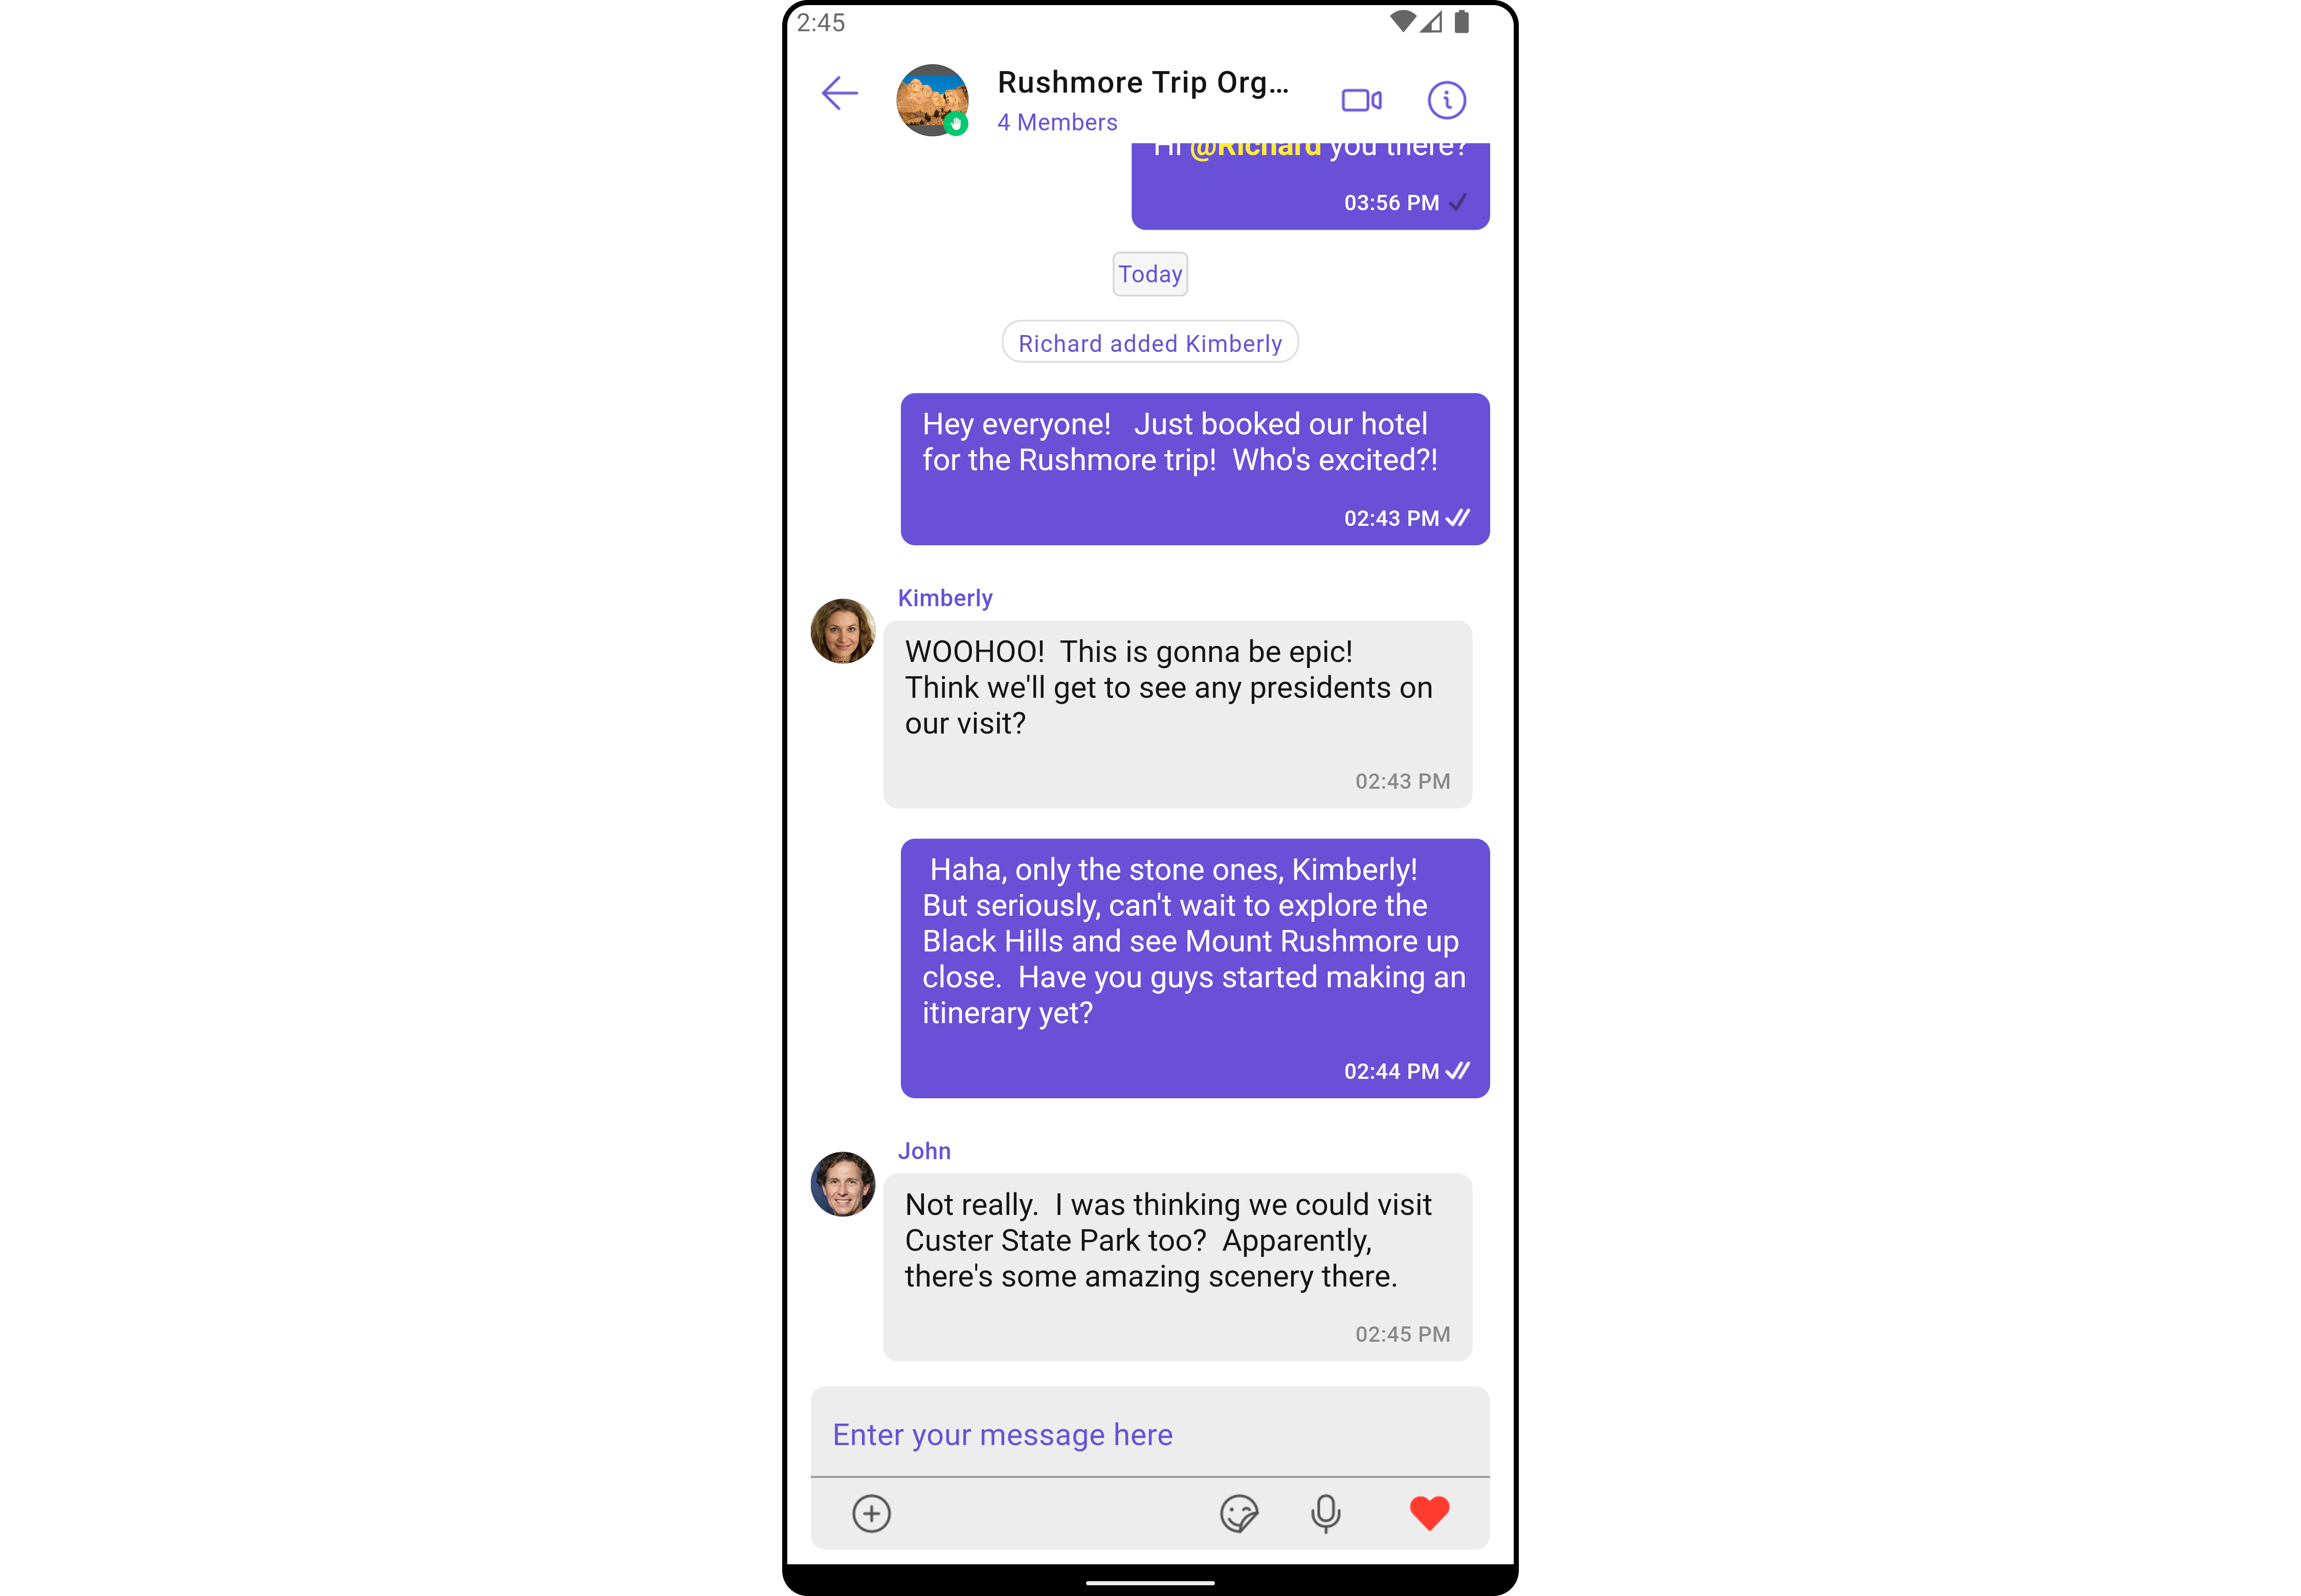 2:45
Rushmore Trip Org...
4 Members
Hi @Richard you there?
03:56 PM
Today
Richard added Kimberly
Hey everyone!   Just booked our hotel
for the Rushmore trip!  Who's excited?!
02:43 PM
Kimberly
WOOHOO!  This is gonna be epic!
Think we'll get to see any presidents on
our visit?
02:43 PM
Haha, only the stone ones, Kimberly!
But seriously, can't wait to explore the
Black Hills and see Mount Rushmore up
close.  Have you guys started making an
itinerary yet?
02:44 PM
John
Not really.  I was thinking we could visit
Custer State Park too?  Apparently,
there's some amazing scenery there.
02:45 PM
Enter your message here